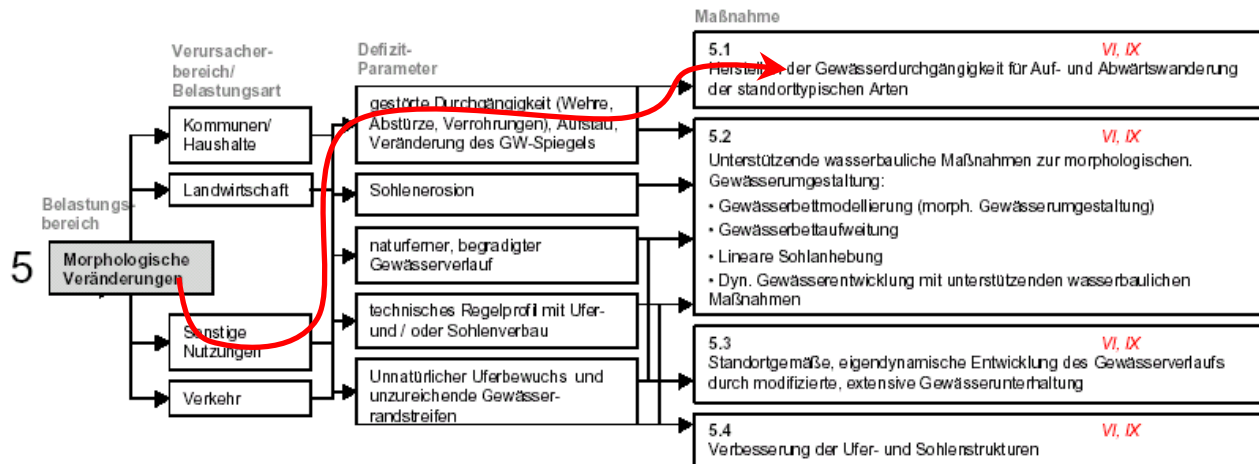 Maßnahme
Verursacher-
bereich/
Belastungsart
Defizit-
Parameter
Belastungs-
bereich
5
Morphologische
Veränderungen
Kommunen/
Haushalte
Landwirtschaft
Sonstige
Nutzungen
Verkehr
gestörte Durchgängigkeit (Wehre,
Abstürze, Verrohrungen), Aufstau,
Veränderung des GW-Spiegels
Sohlenerosion
naturferner, begradigter
Gewässerverlauf
technisches Regelprofil mit Ufer-
und / oder Sohlenverbau
Unnatürlicher Uferbewuchs und
unzureichende Gewässer-
randstreifen
5.1 VI, IX
Herstellen der Gewässerdurchgängigkeit für Auf- und Abwärtswanderung
der standorttypischen Arten
5.2 VI, IX
Unterstützende wasserbauliche Maßnahmen zur morphologischen.
Gewässerumgestaltung:
• Gewässerbettmodellierung (morph. Gewässerumgestaltung)
• Gewässerbettaufweitung
• Lineare Sohlanhebung
• Dyn. Gewässerentwicklung mit unterstützenden wasserbaulichen
Maßnahmen
5.3 VI, IX
Standortgemäße, eigendynamische Entwicklung des Gewässerverlaufs
durch modifizierte, extensive Gewässerunterhaltung
5.4 VI, IX
Verbesserung der Ufer- und Sohlenstrukturen